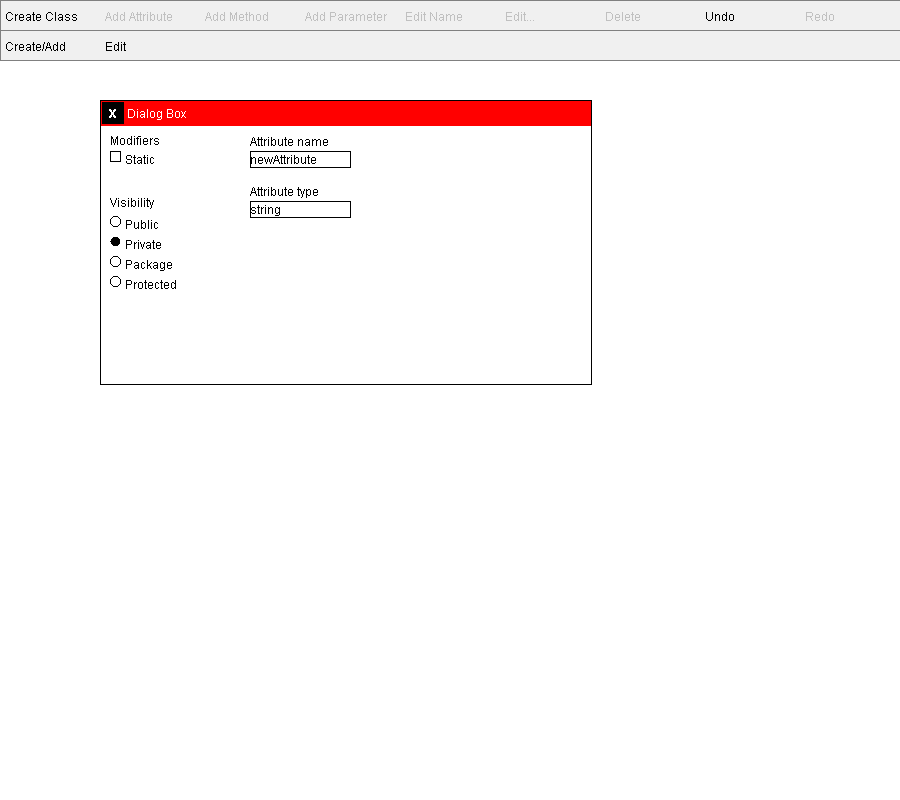 Create Class Add Attribute Add Method Add Parameter Edit Name Edit... Delete Undo Redo
Create/Add Edit
X Dialog Box
Modifiers
Static
Visibility
Public
Private
Package
Protected
Attribute name
newAttribute
Attribute type
string